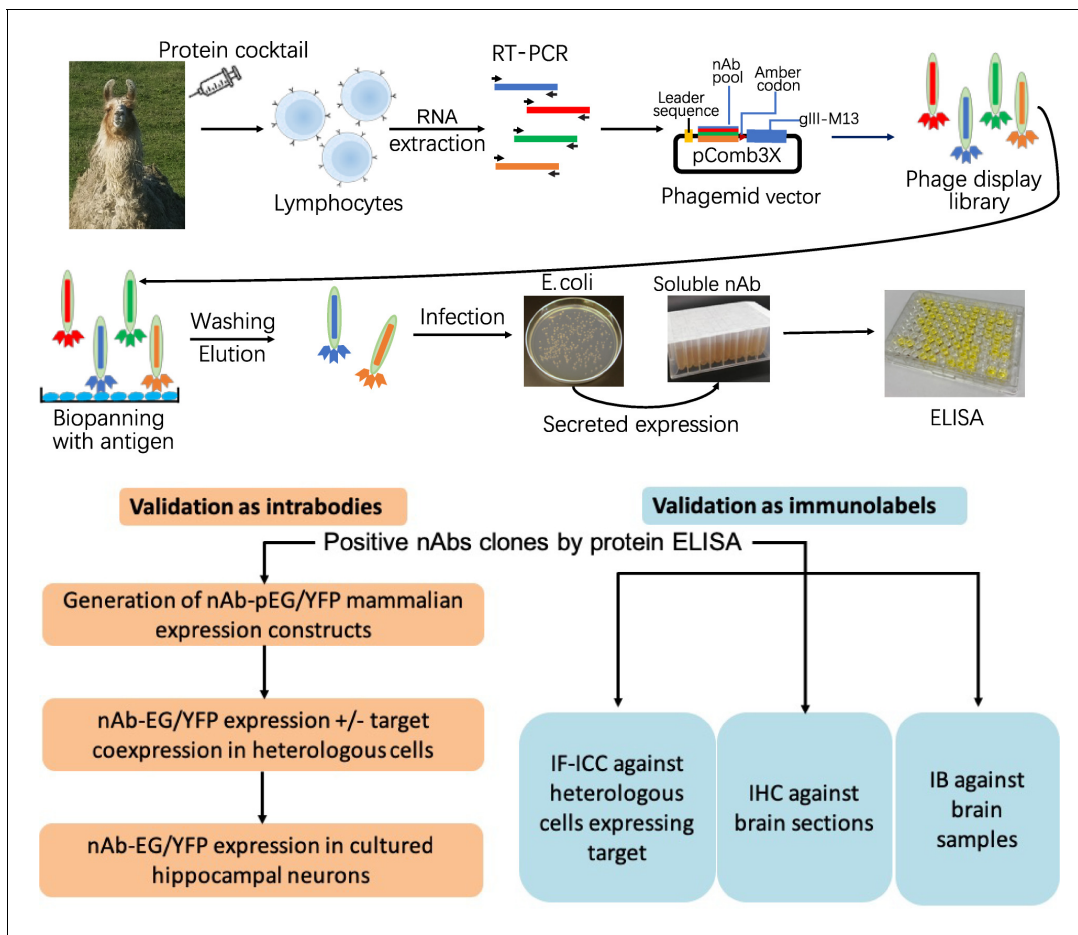 Protein cocktail
RT-PCR
RNA
extraction
Lymphocytes
nAb
pool
Amber
codon
Leader
sequence
gIII-M13
pComb3X
Phagemid vector
Phage display
library
Washing
Elution
Infection
E.coli
Soluble nAb
Biopanning
with antigen
Secreted expression
ELISA
Validation as intrabodies
Validation as immunolabels
Positive nAbs clones by protein ELISA
Generation of nAb-pEG/YFP mammalian
expression constructs
nAb-EG/YFP expression +/- target
coexpression in heterologous cells
nAb-EG/YFP expression in cultured
hippocampal neurons
IF-ICC against
heterologous
cells expressing
target
IHC against
brain sections
IB against
brain
samples